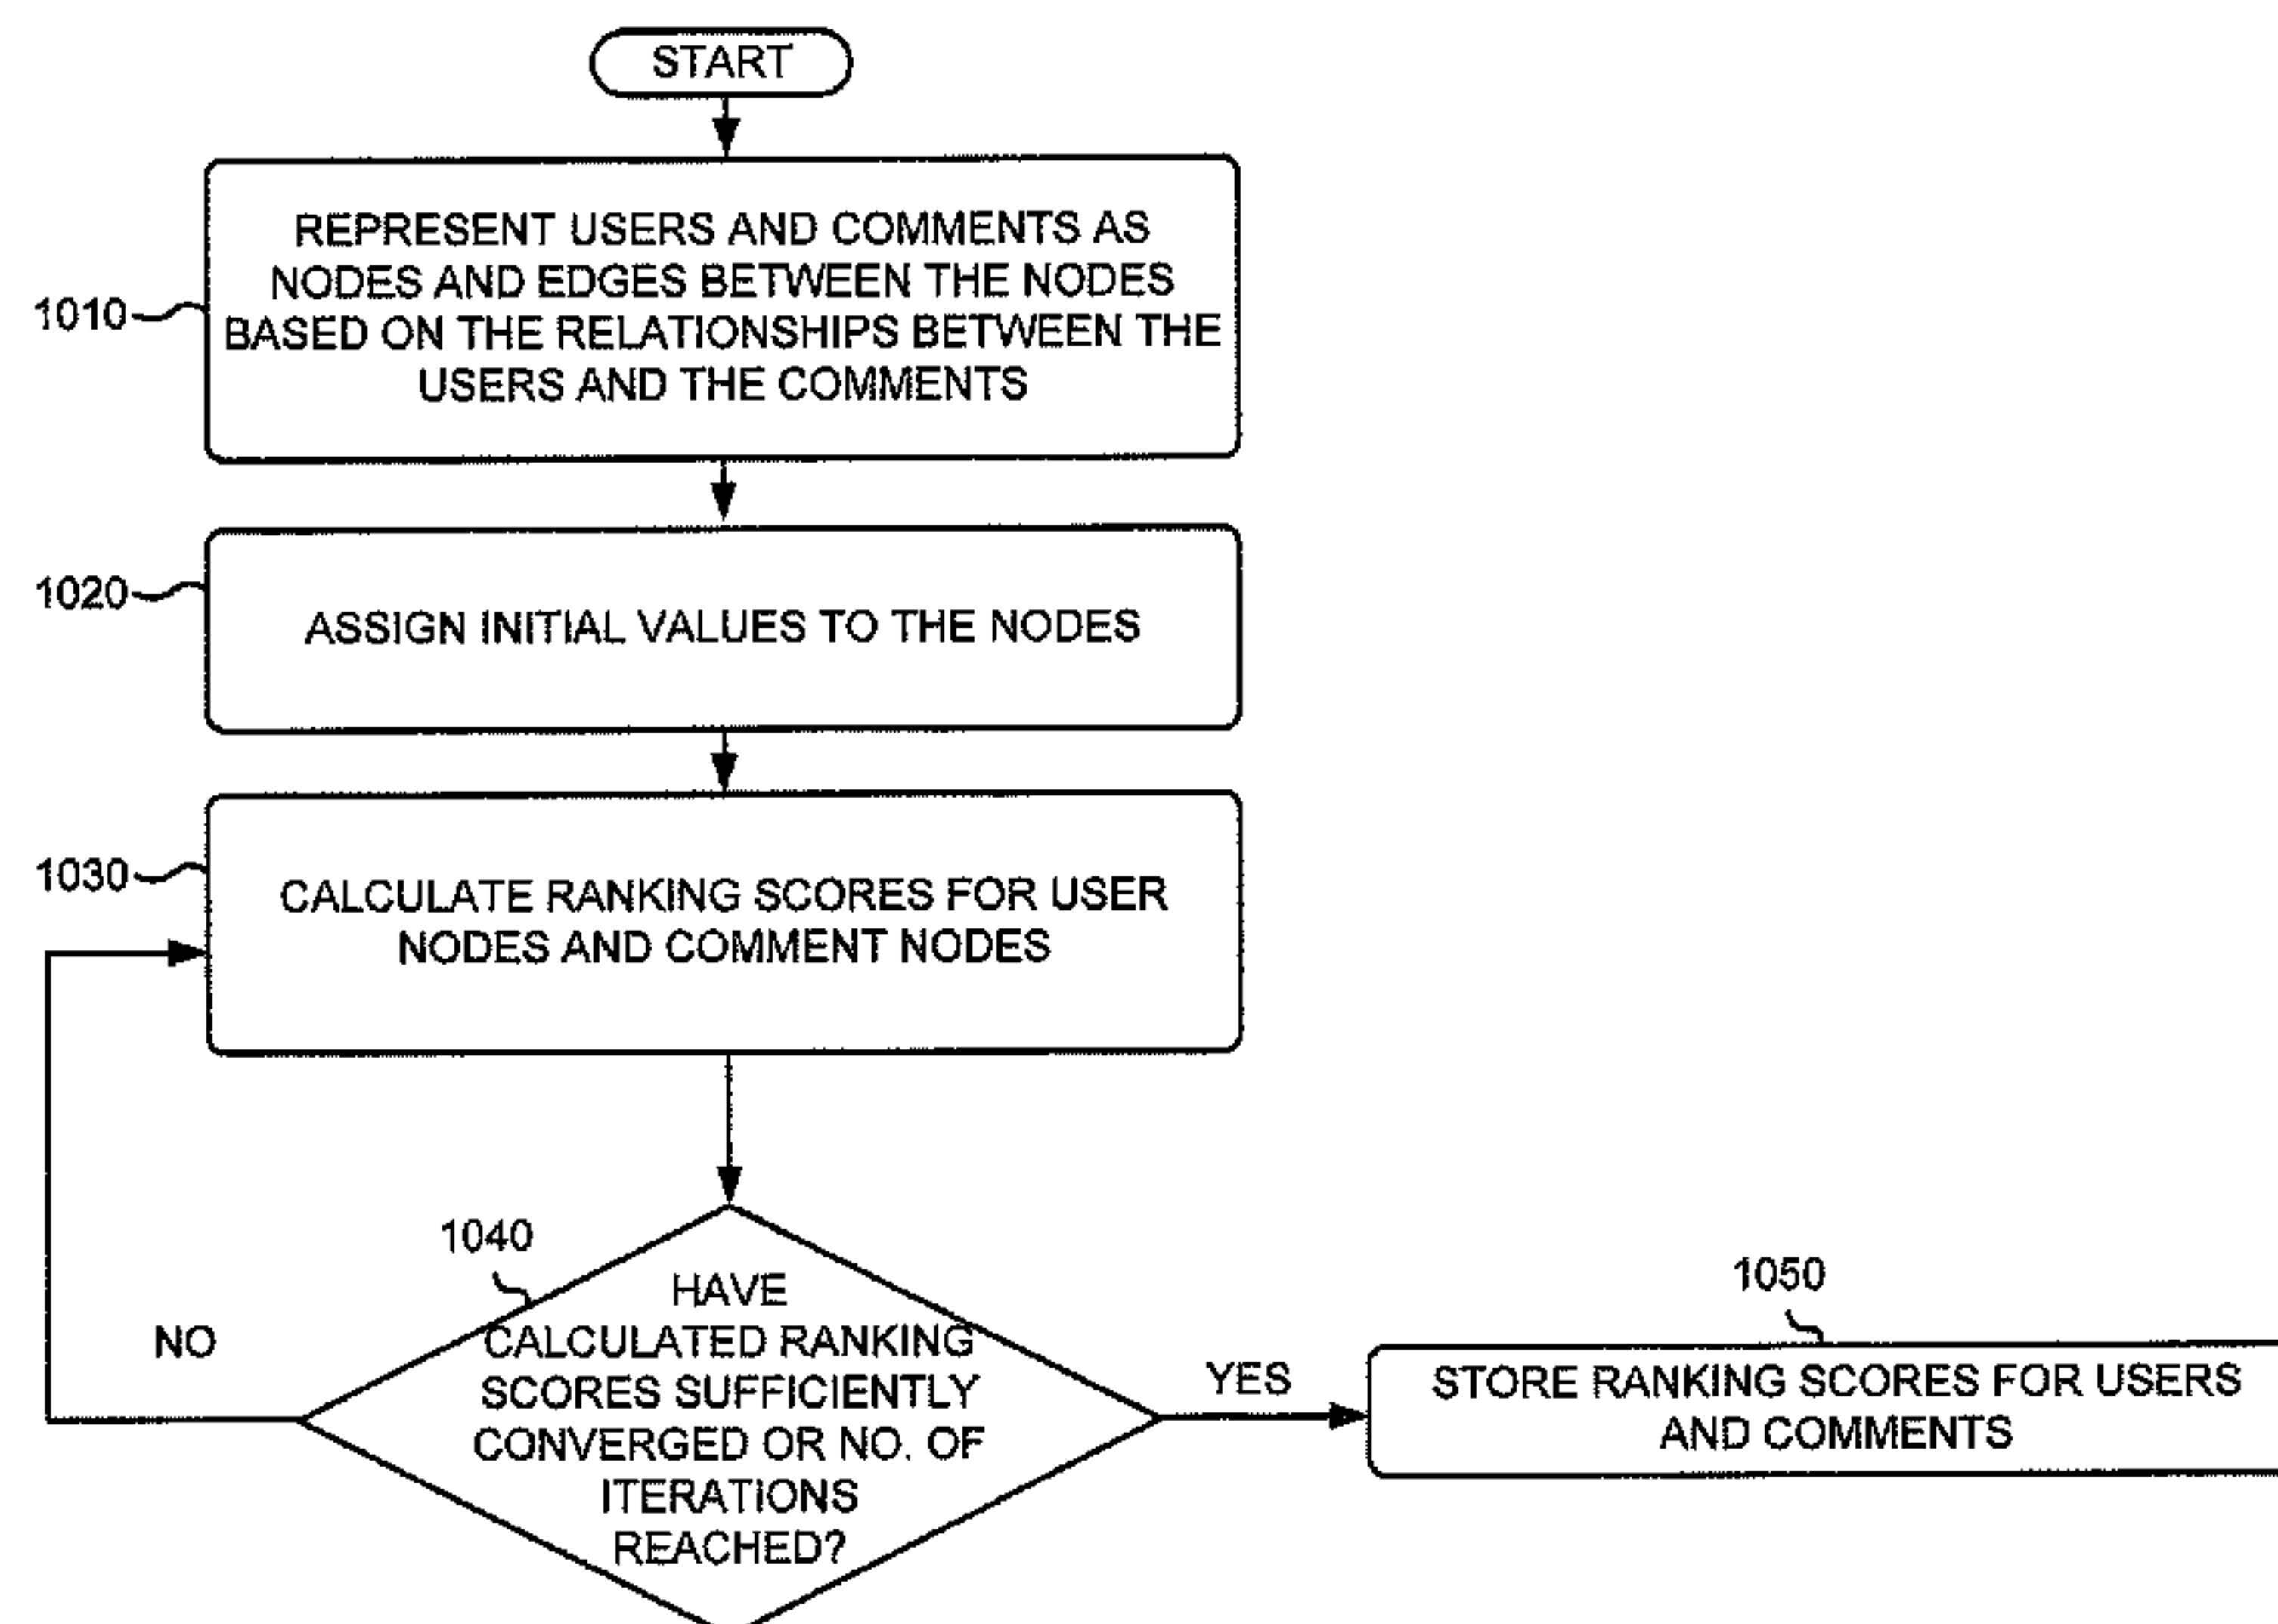 START
1010
REPRESENT USERS AND COMMENTS AS
NODES AND EDGES BETWEEN THE NODES
BASED ON THE RELATIONSHIPS BETWEEN THE
USERS AND THE COMMENTS
1020
ASSIGN INITIAL VALUES TO THE NODES
1030
CALCULATE RANKING SCORES FOR USER
NODES AND COMMENT NODES
1040
HAVE
CALCULATED RANKING
SCORES SUFFICIENTLY
CONVERGED OR NO. OF
ITERATIONS
REACHED?
NO
YES
1050
STORE RANKING SCORES FOR USERS
AND COMMENTS